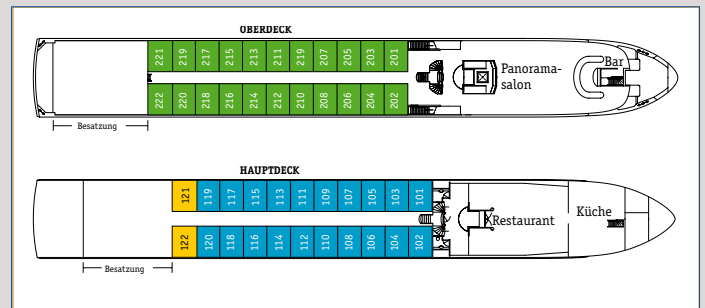 OBERDECK
221 219 217 215 213 211 219 207 205 203 201
Panorama-
salon
Bar
222 220 218 216 214 212 210 208 206 204 202
Besatzung
HAUPTDECK
121 119 117 115 111 111 109 107 105 103 101
Restaurant
Küche
122 120 118 116 114 112 110 108 106 104 102
Besatzung